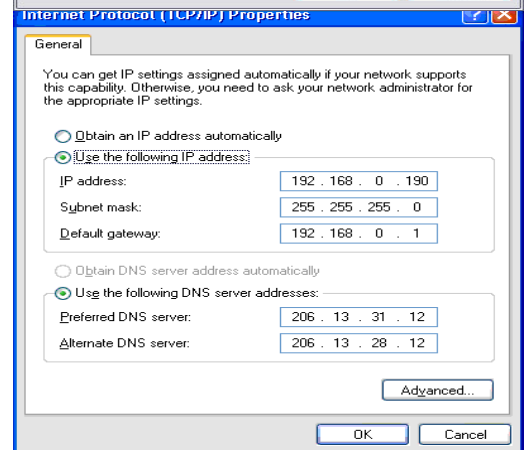 Internet Protocol (TCP/IP) Properties
General
You can get IP settings assigned automatically if your network supports
this capability. Otherwise, you need to ask your network administrator for
the appropriate IP settings.
Obtain an IP address automatically
Use the following IP address:
IP address: 192 . 168 . 0 . 190
Subnet mask: 255 . 255 . 255 . 0
Default gateway: 192 . 168 . 0 . 1
Obtain DNS server address automatically
Use the following DNS server addresses:
Preferred DNS server: 206 . 13 . 31 . 12
Alternate DNS server: 206 . 13 . 28 . 12
Advanced...
OK Cancel